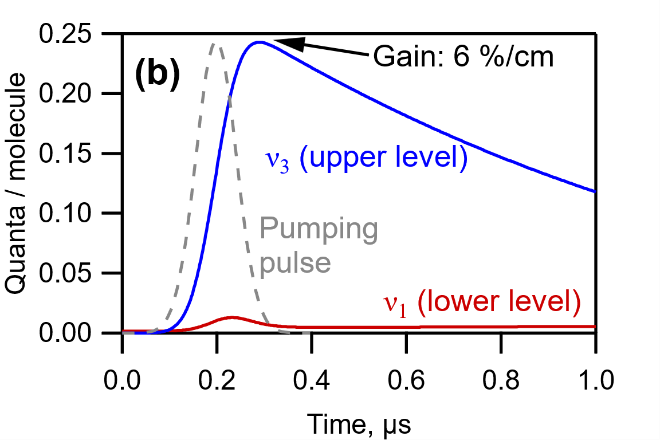 0.25
(b)
Gain: 6 %/cm
0.20
0.15
ν3 (upper level)
0.10
Pumping
pulse
0.05
ν1 (lower level)
0.00
Quanta / molecule
0.0 0.2 0.4 0.6 0.8 1.0
Time, µs